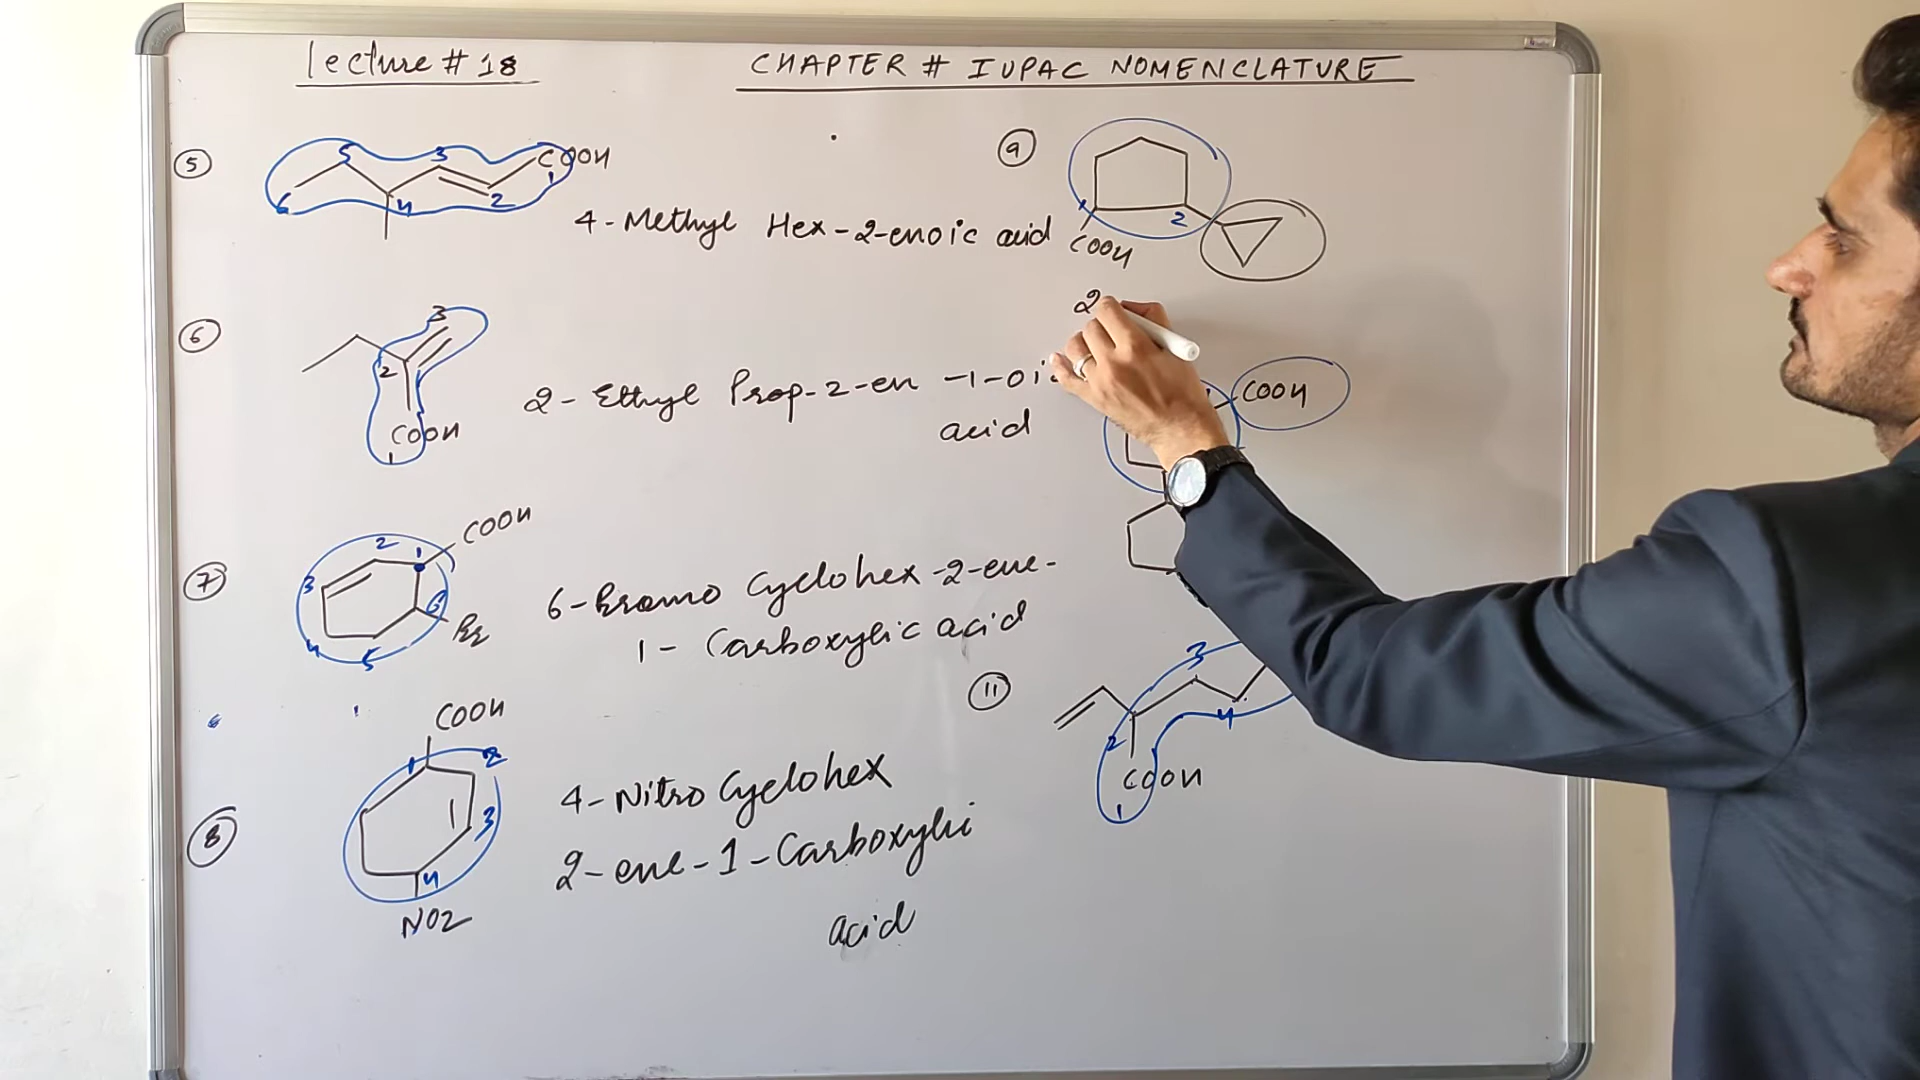 Lecture # 18
CHAPTER # IUPAC NOMENCLATURE
5
5 3 COOH
6 4 2 1
4-Methyl Hex-2-enoic acid
6
3
2
COOH
1
2-Ethyl Prop-2-en-1-oi
acid
7
COOH
2 1
3
6
Br
4 5
6-Bromo Cyclohex-2-ene-
1-Carboxylic acid
8
COOH
1 2
3
4
NO2
4-Nitro Cyclohex
2-ene-1-Carboxyli
acid
9
1 2
COOH
2
COOH
11
3
2 4
COOH
1